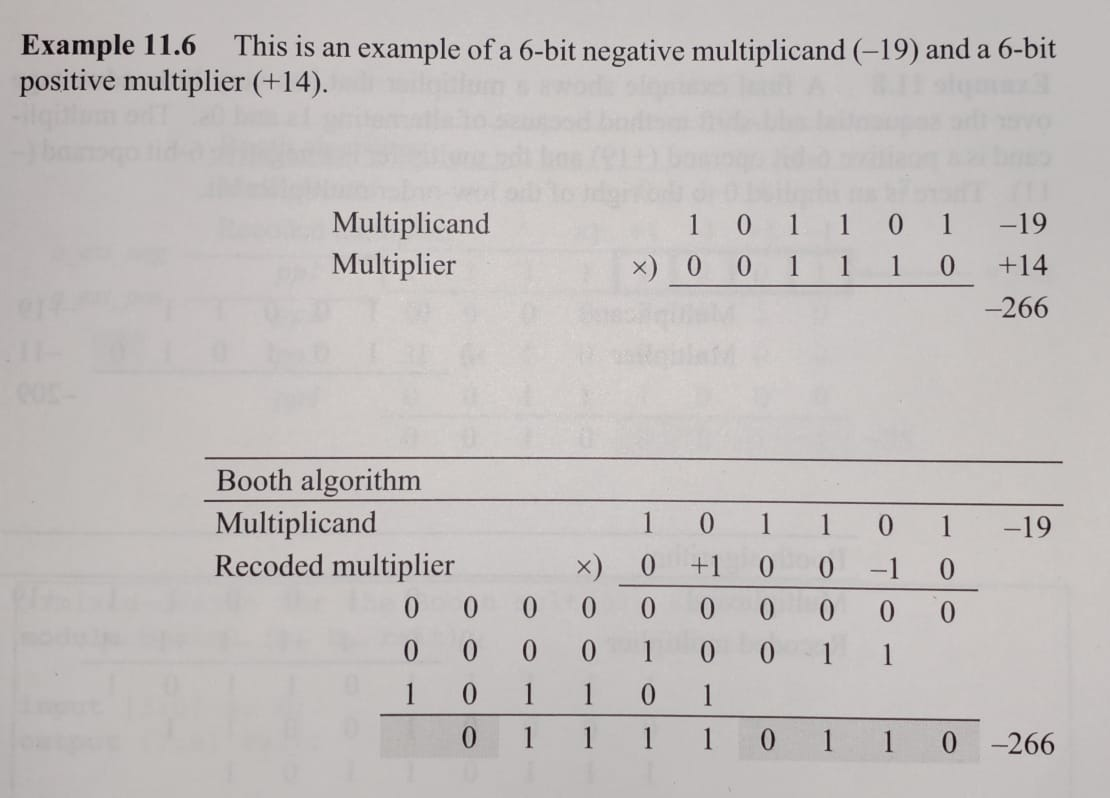 Example 11.6 This is an example of a 6-bit negative multiplicand (–19) and a 6-bit
positive multiplier (+14).
Multiplicand 1 0 1 1 0 1 –19
Multiplier ×) 0 0 1 1 1 0 +14
–266
Booth algorithm
Multiplicand 1 0 1 1 0 1 –19
Recoded multiplier ×) 0 +1 0 0 –1 0
0 0 0 0 0 0 0 0 0 0
0 0 0 0 1 0 0 1 1
1 0 1 1 0 1
0 1 1 1 1 0 1 1 0 –266